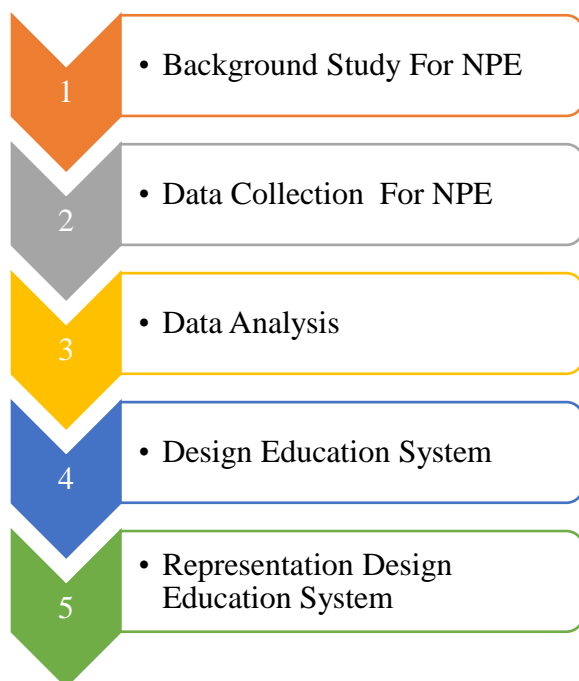 1
• Background Study For NPE
2
• Data Collection For NPE
3
• Data Analysis
4
• Design Education System
5
• Representation Design
Education System